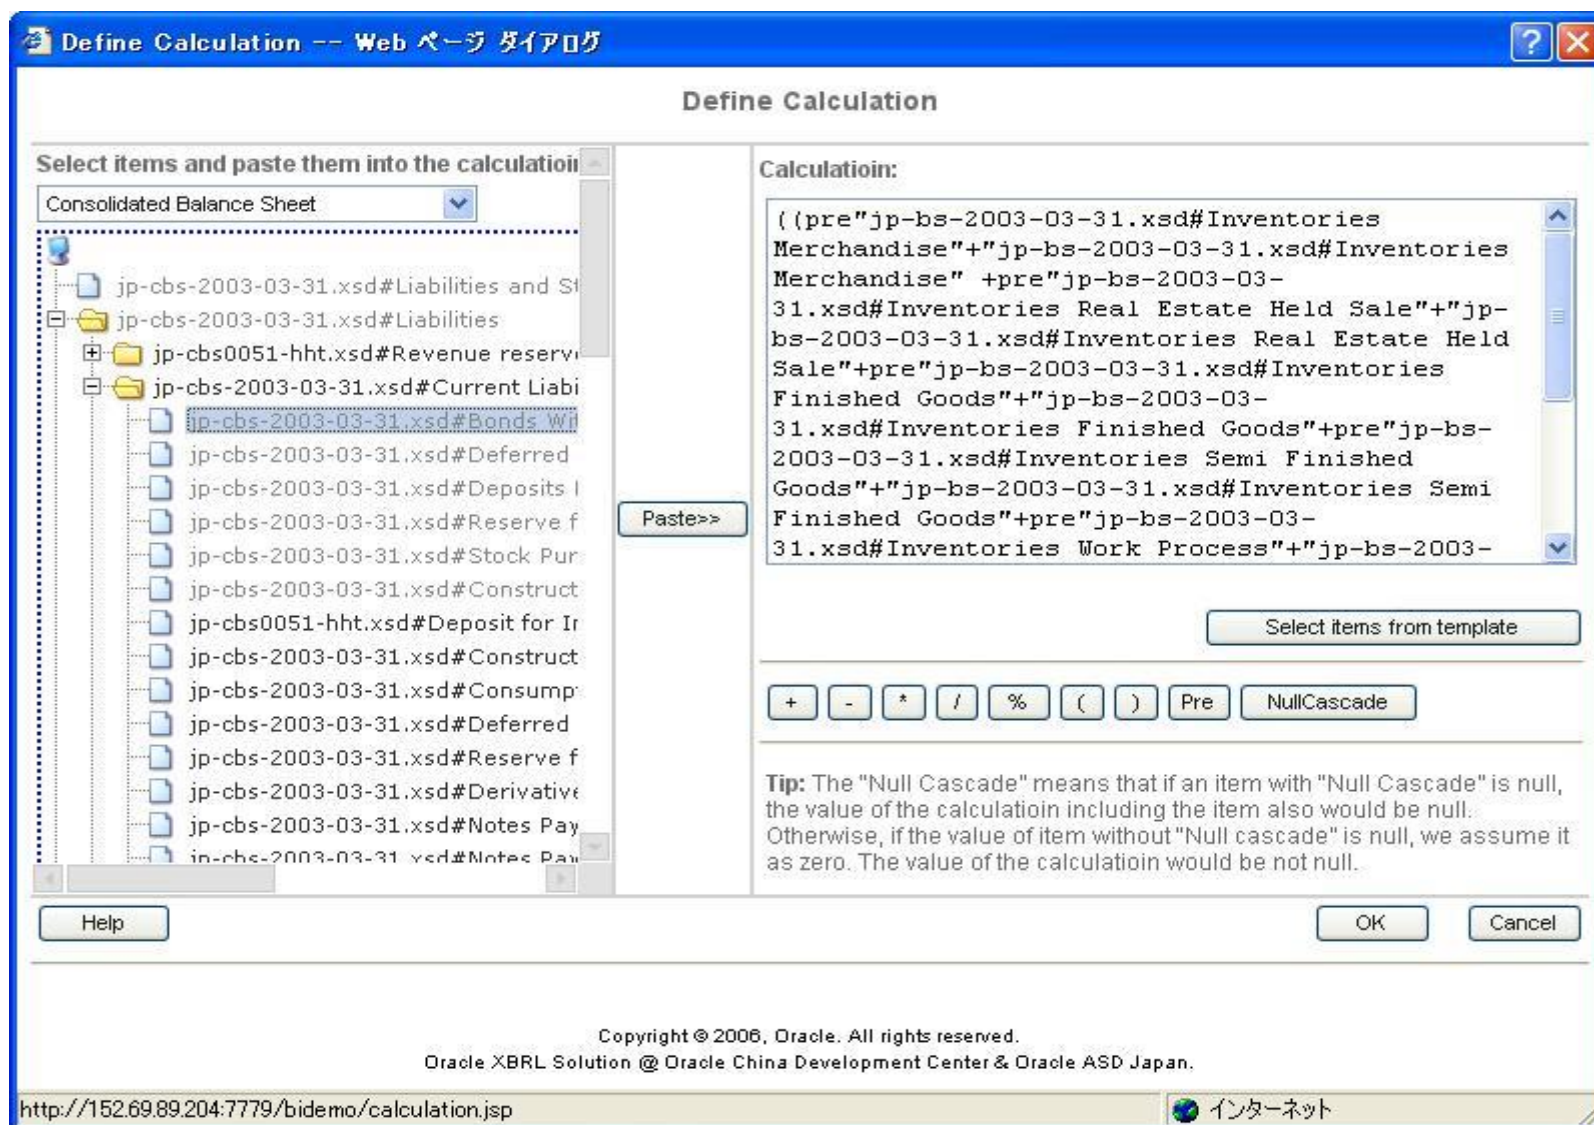 Define Calculation -- Web ページ ダイアログ
Define Calculation
Select items and paste them into the calculatioin
Consolidated Balance Sheet
jp-cbs-2003-03-31.xsd#Liabilities and St
jp-cbs-2003-03-31.xsd#Liabilities
jp-cbs0051-hht.xsd#Revenue reserv
jp-cbs-2003-03-31.xsd#Current Liabi
jp-cbs-2003-03-31.xsd#Bonds Wit
jp-cbs-2003-03-31.xsd#Deferred
jp-cbs-2003-03-31.xsd#Deposits
jp-cbs-2003-03-31.xsd#Reserve f
jp-cbs-2003-03-31.xsd#Stock Pur
jp-cbs-2003-03-31.xsd#Construct
jp-cbs0051-hht.xsd#Deposit for Ir
jp-cbs-2003-03-31.xsd#Construct
jp-cbs-2003-03-31.xsd#Consump
jp-cbs-2003-03-31.xsd#Deferred
jp-cbs-2003-03-31.xsd#Reserve f
jp-cbs-2003-03-31.xsd#Derivative
jp-cbs-2003-03-31.xsd#Notes Pay
jp-cbs-2003-03-31.xsd#Notes Pay
Paste>>
Calculatioin:
((pre"jp-bs-2003-03-31.xsd#Inventories
Merchandise"+"jp-bs-2003-03-31.xsd#Inventories
Merchandise" +pre"jp-bs-2003-03-
31.xsd#Inventories Real Estate Held Sale"+"jp-
bs-2003-03-31.xsd#Inventories Real Estate Held
Sale"+pre"jp-bs-2003-03-31.xsd#Inventories
Finished Goods"+"jp-bs-2003-03-
31.xsd#Inventories Finished Goods"+pre"jp-bs-
2003-03-31.xsd#Inventories Semi Finished
Goods"+"jp-bs-2003-03-31.xsd#Inventories Semi
Finished Goods"+pre"jp-bs-2003-03-
31.xsd#Inventories Work Process"+"jp-bs-2003-
Select items from template
+ - * / % ( ) Pre NullCascade
Tip: The "Null Cascade" means that if an item with "Null Cascade" is null,
the value of the calculatioin including the item also would be null.
Otherwise, if the value of item without "Null cascade" is null, we assume it
as zero. The value of the calculatioin would be not null.
Help
OK
Cancel
Copyright © 2006, Oracle. All rights reserved.
Oracle XBRL Solution @ Oracle China Development Center & Oracle ASD Japan.
http://152.69.89.204:7779/bidemo/calculation.jsp
インターネット